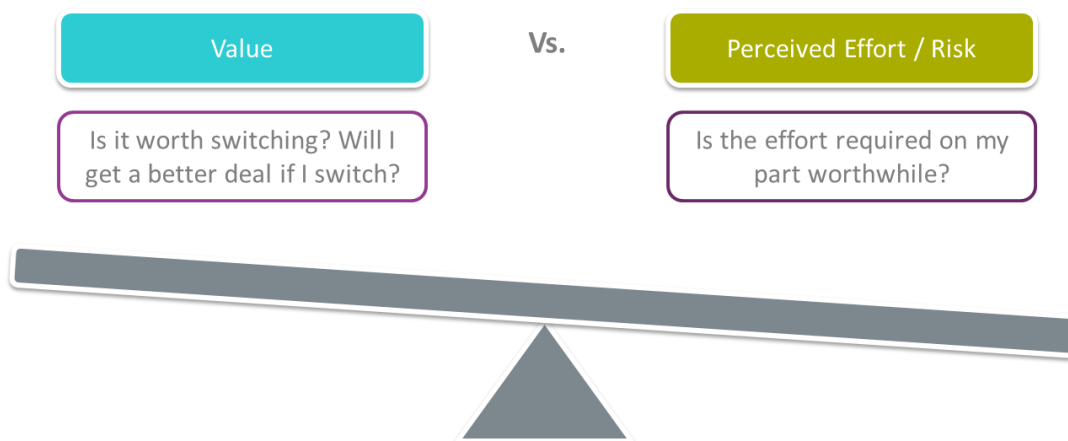 Value
Vs.
Perceived Effort / Risk
Is it worth switching? Will I
get a better deal if I switch?
Is the effort required on my
part worthwhile?